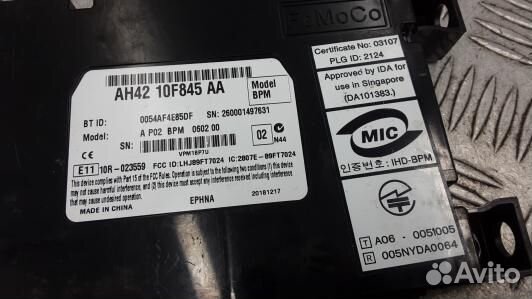 FoMoCo
AH42 10F845 AA
Model
BPM
BT ID: 0054AF4E85DF SN: 260001497631
Model: A P02 BPM 0602 00
02
N44
SN:
VPM18P7U
CE
E11 10R-023559 FCC ID:LHJ89FT7024 IC:2807E-89FT7024
This device complies with Part 15 of the FCC Rules. Operation is subject to the following two conditions: (1) this device
may not cause harmful interference, and (2) this device must accept any interference received, including interference
that may cause undesired operation.
MADE IN CHINA EPHNA 20181217
Certificate No: 03107
PLG ID: 2124
Approved by IDA for
use in Singapore
(DA101383.)
MIC
인증번호: IHD-BPM
T A06 - 0051005
R 005NYDA0064
Avito